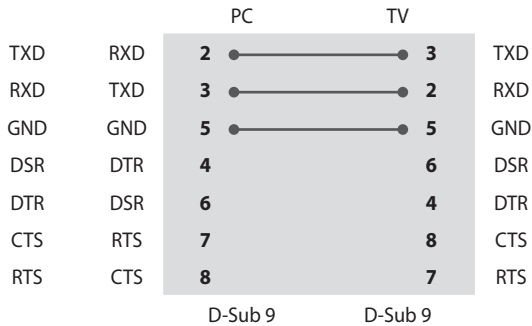 PC TV
TXD RXD 2 3 TXD
RXD TXD 3 2 RXD
GND GND 5 5 GND
DSR DTR 4 6 DSR
DTR DSR 6 4 DTR
CTS RTS 7 8 CTS
RTS CTS 8 7 RTS
D-Sub 9 D-Sub 9